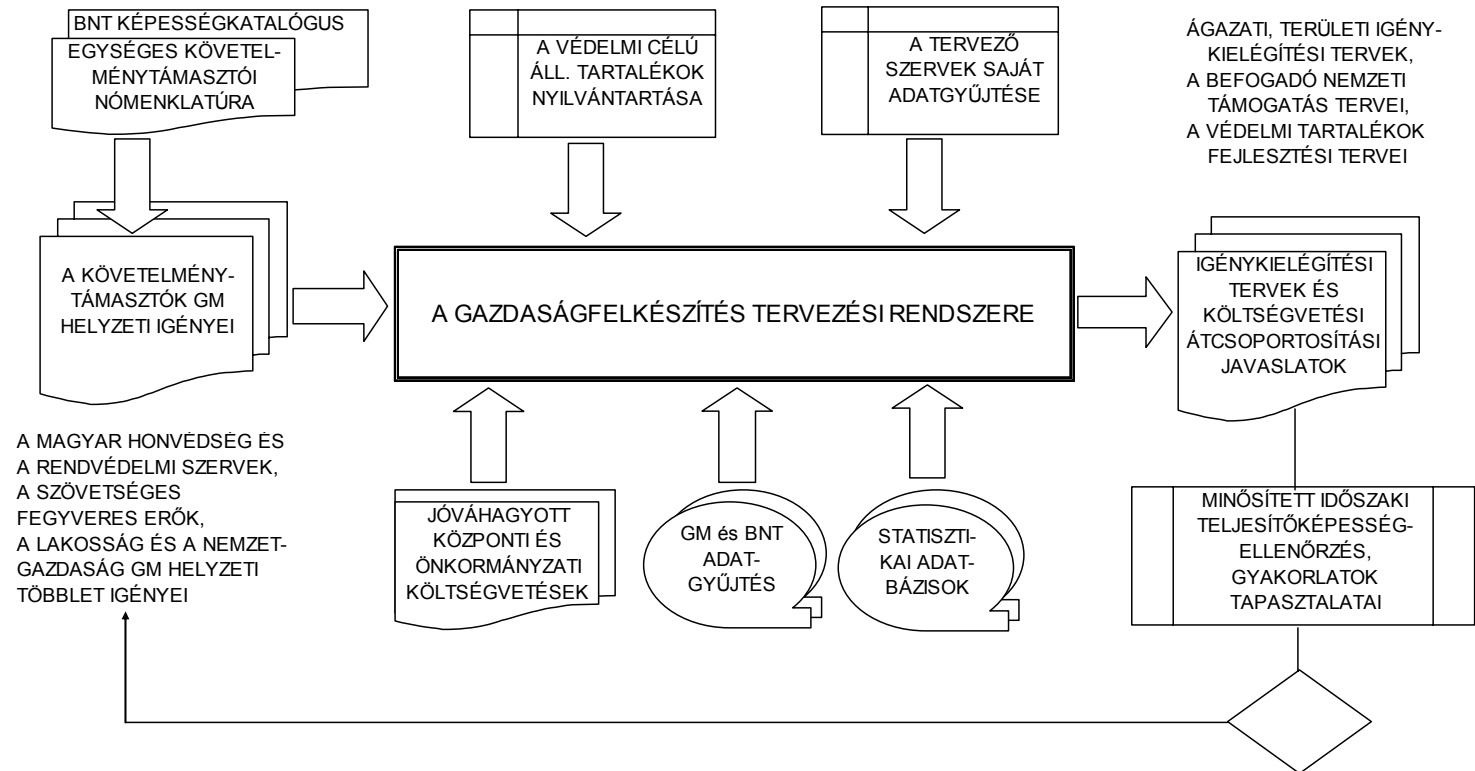 BNT KÉPESSÉGKATALÓGUS
EGYSÉGES KÖVETEL-
MÉNYTÁMASZTÓI
NÓMENKLATÚRA
A VÉDELMI CÉLÚ
ÁLL. TARTALÉKOK
NYILVÁNTARTÁSA
A TERVEZŐ
SZERVEK SAJÁT
ADATGYŰJTÉSE
ÁGAZATI, TERÜLETI IGÉNY-
KIELÉGÍTÉSI TERVEK,
A BEFOGADÓ NEMZETI
TÁMOGATÁS TERVEI,
A VÉDELMI TARTALÉKOK
FEJLESZTÉSI TERVEI
A KÖVETELMÉNY-
TÁMASZTÓK GM
HELYZETI IGÉNYEI
A GAZDASÁGFELKÉSZÍTÉS TERVEZÉSI RENDSZERE
IGÉNYKIELÉGÍTÉSI
TERVEK ÉS
KÖLTSÉGVETÉSI
ÁTCSOPORTOSÍTÁSI
JAVASLATOK
A MAGYAR HONVÉDSÉG ÉS
A RENDVÉDELMI SZERVEK,
A SZÖVETSÉGES
FEGYVERES ERŐK,
A LAKOSSÁG ÉS A NEMZET-
GAZDASÁG GM HELYZETI
TÖBBLET IGÉNYEI
JÓVÁHAGYOTT
KÖZPONTI ÉS
ÖNKORMÁNYZATI
KÖLTSÉGVETÉSEK
GM és BNT
ADAT-
GYŰJTÉS
STATISZTI-
KAI ADAT-
BÁZISOK
MINŐSÍTETT IDŐSZAKI
TELJESÍTŐKÉPESSÉG-
ELLENŐRZÉS,
GYAKORLATOK
TAPASZTALATAI